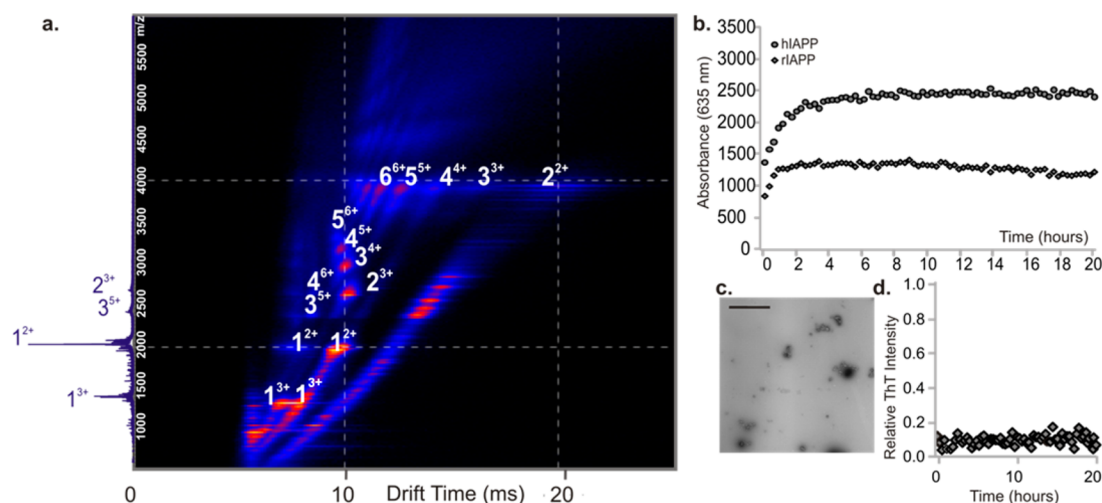 a.
m/z
5500
5000
4500
4000
3500
3000
2500
2000
1500
1000
2³⁺
3⁵⁺
1²⁺
1³⁺
6⁶⁺ 5⁵⁺ 4⁴⁺ 3³⁺ 2²⁺
5⁶⁺
4⁵⁺
3⁴⁺
4⁶⁺ 2³⁺
3⁵⁺
1²⁺ 1²⁺
1³⁺ 1³⁺
0 10 Drift Time (ms) 20
b.
Absorbance (635 nm)
3500
3000
2500
2000
1500
1000
500
0
hIAPP
rIAPP
Time (hours)
0 2 4 6 8 10 12 14 16 18 20
c.
d.
Relative ThT Intensity
1.0
0.8
0.6
0.4
0.2
0.0
0 10 20
Time (hours)